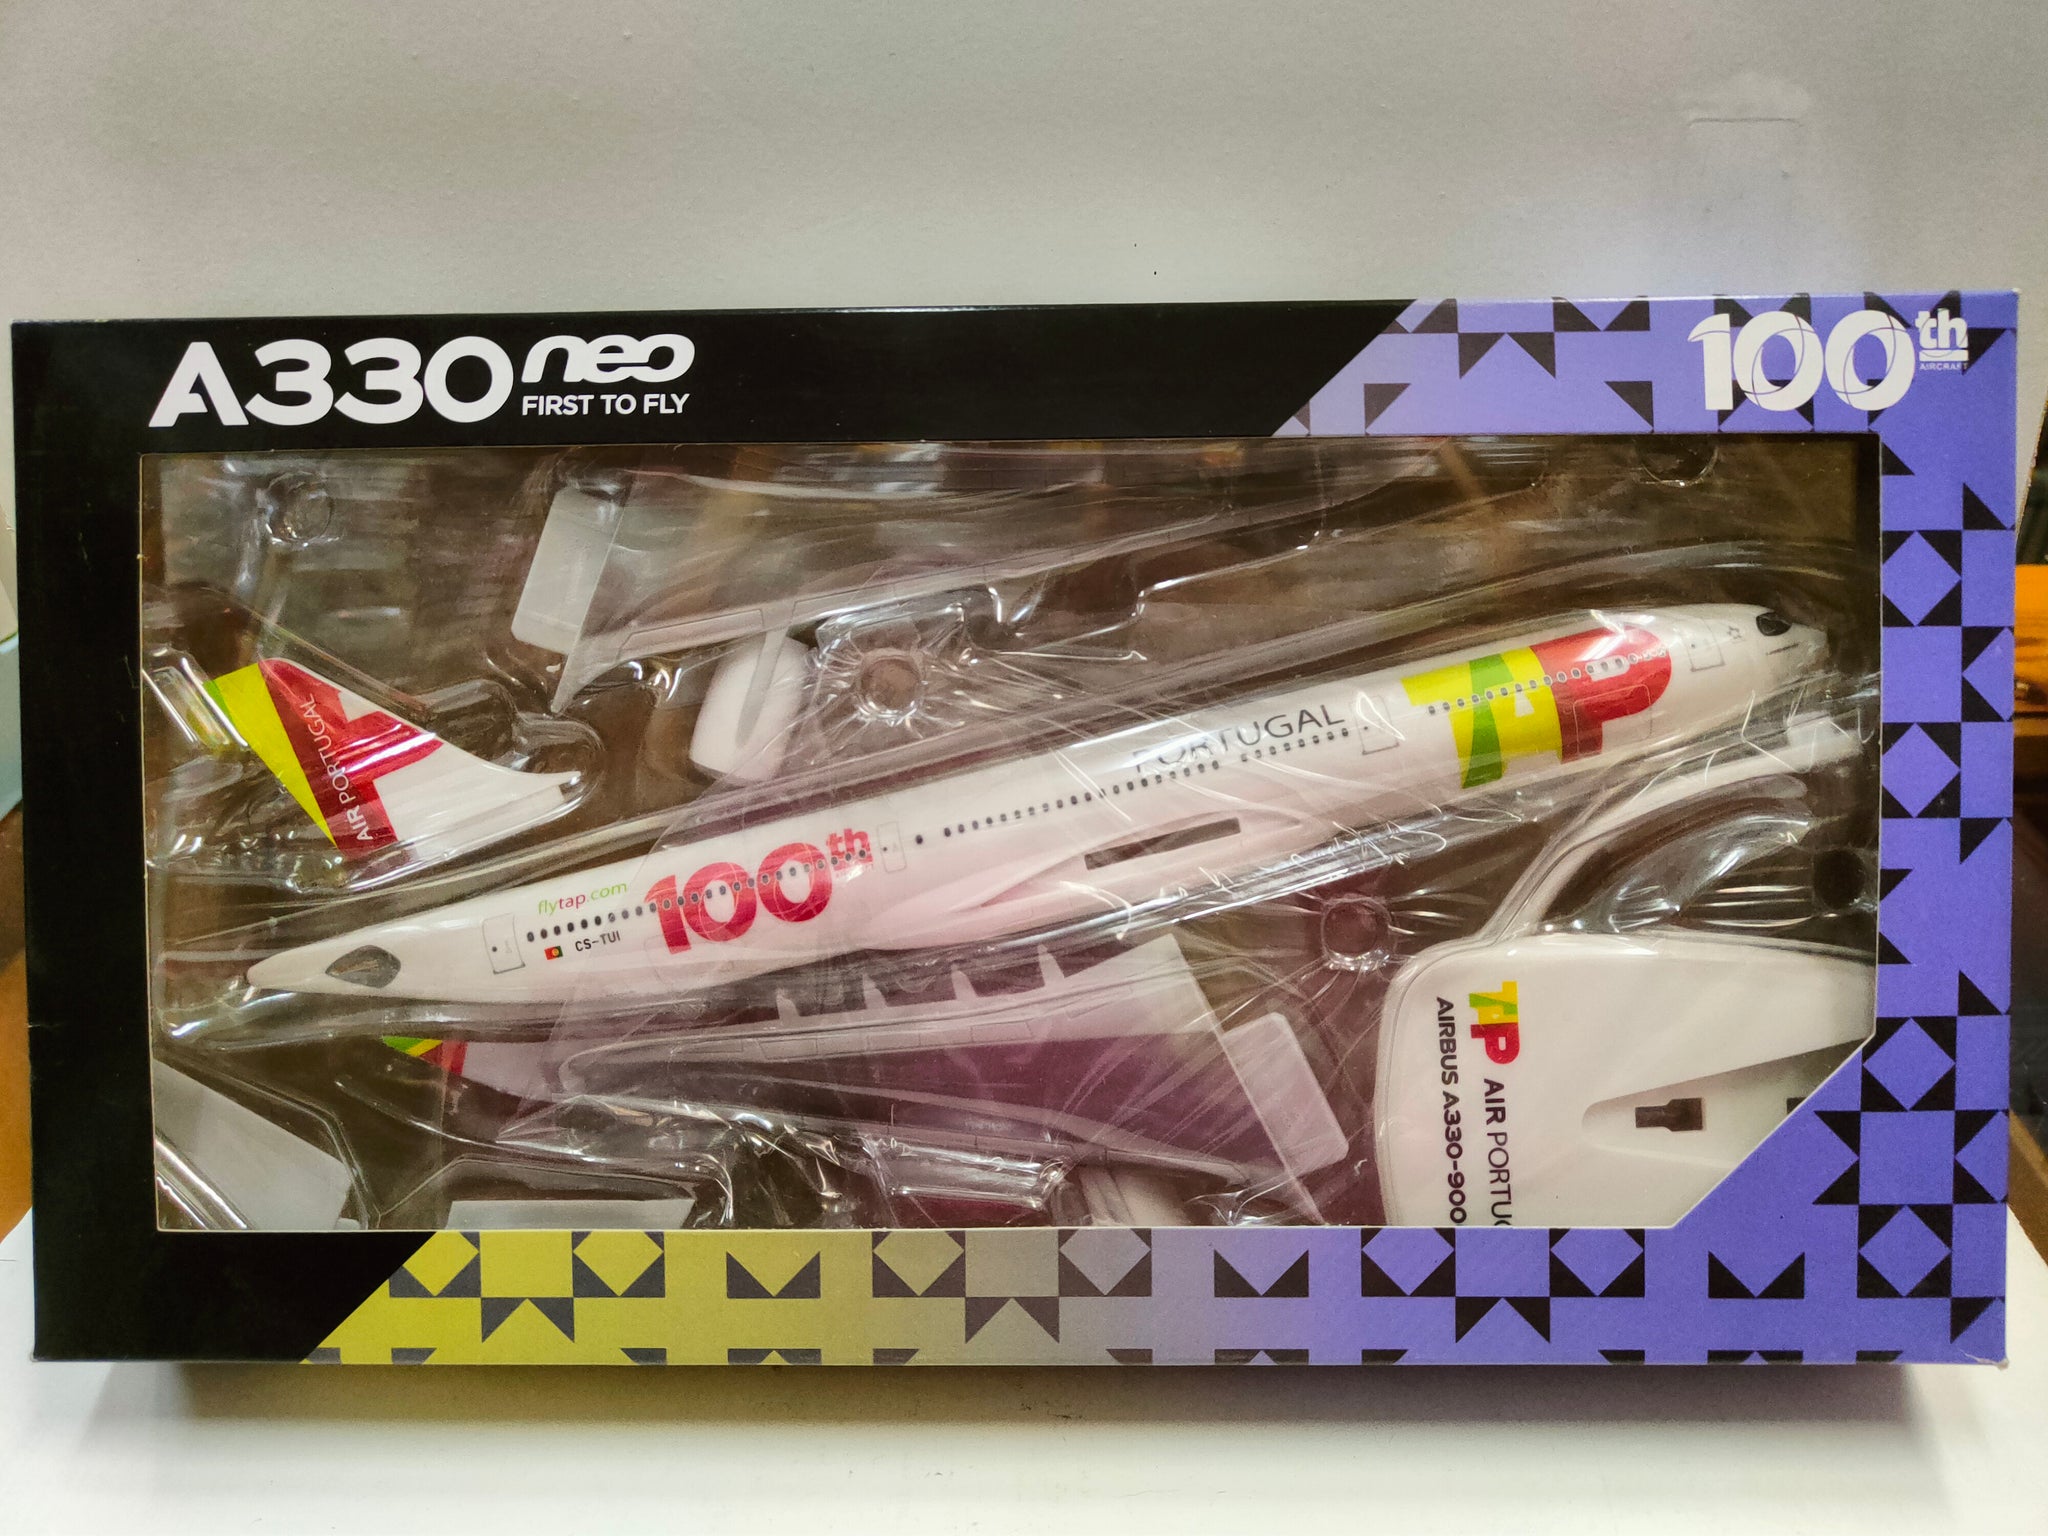 A330neo
FIRST TO FLY
100th
AIRCRAFT
AIR PORTUGAL
TAP
PORTUGAL
100th
flytap.com
CS-TUI
TAP AIR PORTUG
AIRBUS A330-900